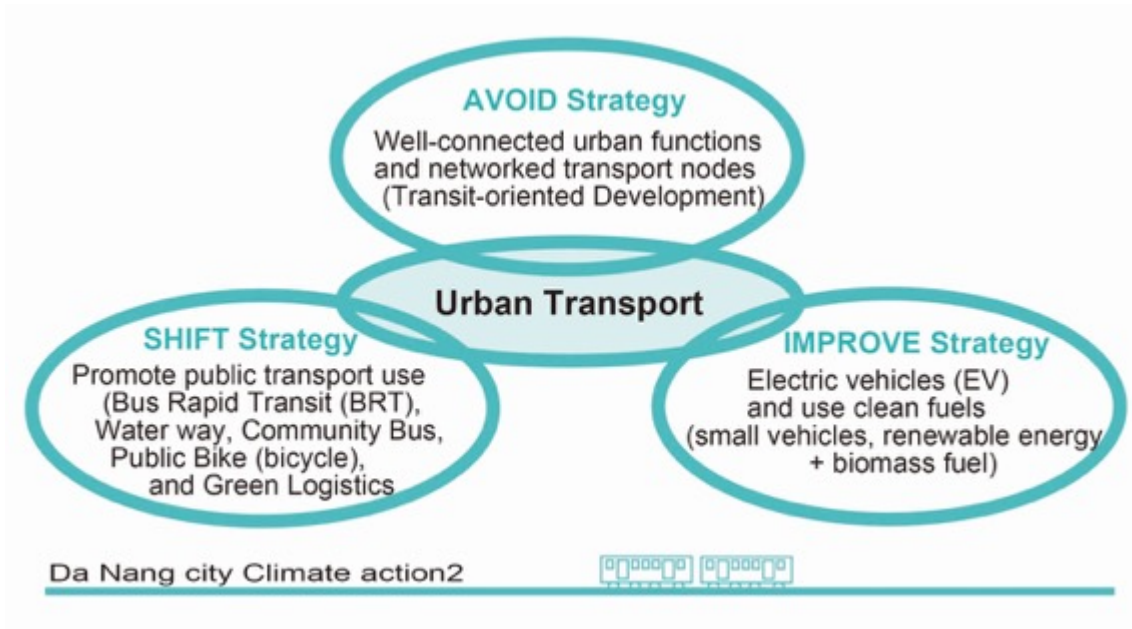 AVOID Strategy
Well-connected urban functions
and networked transport nodes
(Transit-oriented Development)
Urban Transport
SHIFT Strategy
Promote public transport use
(Bus Rapid Transit (BRT),
Water way, Community Bus,
Public Bike (bicycle),
and Green Logistics
IMPROVE Strategy
Electric vehicles (EV)
and use clean fuels
(small vehicles, renewable energy
+ biomass fuel)
Da Nang city Climate action2